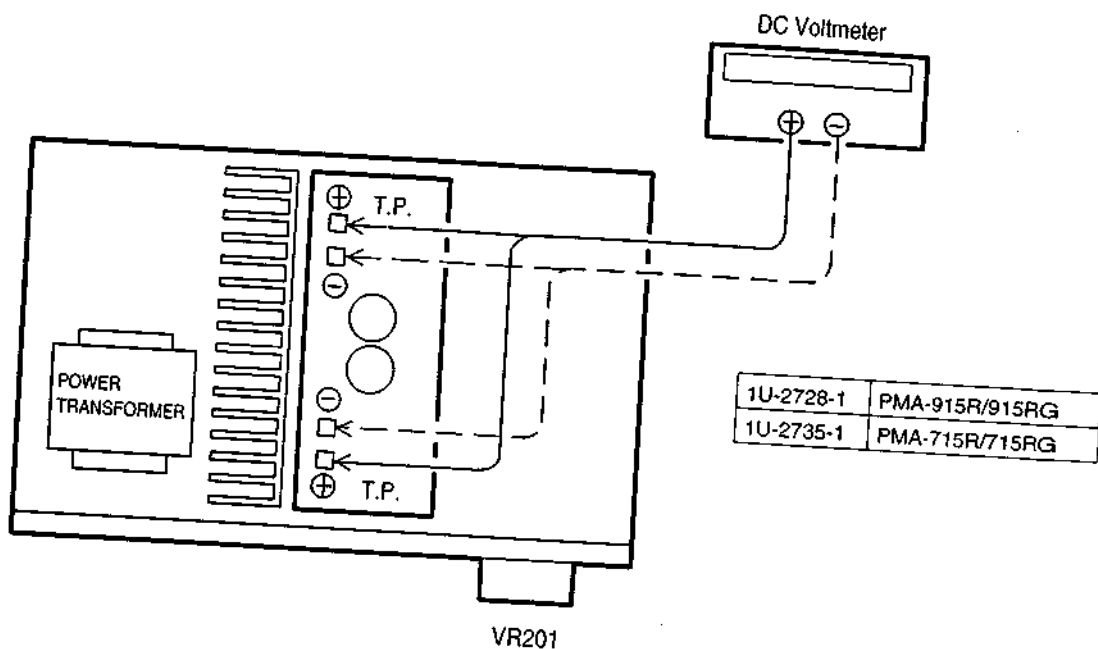 DC Voltmeter
⊕ ⊖
⊕ T.P.
⊖
POWER
TRANSFORMER
⊖
⊕ T.P.
1U-2728-1 PMA-915R/915RG
1U-2735-1 PMA-715R/715RG
VR201